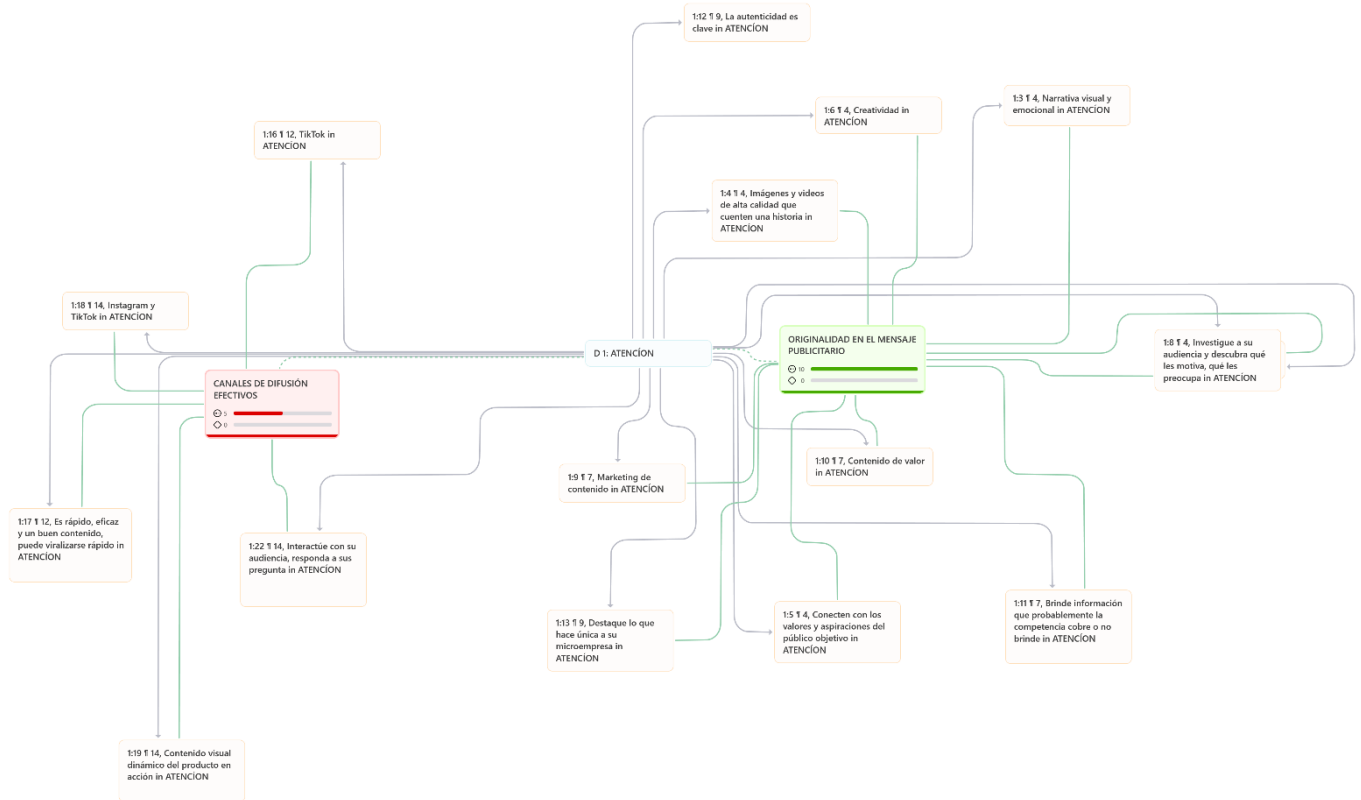 1:12 ¶ 9, La autenticidad es
clave in ATENCÍON
1:3 ¶ 4, Narrativa visual y
emocional in ATENCÍON
1:6 ¶ 4, Creatividad in
ATENCÍON
1:16 ¶ 12, TikTok in
ATENCÍON
1:4 ¶ 4, Imágenes y videos
de alta calidad que
cuenten una historia in
ATENCÍON
1:18 ¶ 14, Instagram y
TikTok in ATENCÍON
D 1: ATENCÍON
ORIGINALIDAD EN EL MENSAJE
PUBLICITARIO
10
0
1:8 ¶ 4, Investigue a su
audiencia y descubra qué
les motiva, qué les
preocupa in ATENCÍON
CANALES DE DIFUSIÓN
EFECTIVOS
5
0
1:10 ¶ 7, Contenido de valor
in ATENCÍON
1:9 ¶ 7, Marketing de
contenido in ATENCÍON
1:17 ¶ 12, Es rápido, eficaz
y un buen contenido,
puede viralizarse rápido in
ATENCÍON
1:22 ¶ 14, Interactúe con su
audiencia, responda a sus
pregunta in ATENCÍON
1:11 ¶ 7, Brinde información
que probablemente la
competencia cobre o no
brinde in ATENCÍON
1:5 ¶ 4, Conecten con los
valores y aspiraciones del
público objetivo in
ATENCÍON
1:13 ¶ 9, Destaque lo que
hace única a su
microempresa in
ATENCÍON
1:19 ¶ 14, Contenido visual
dinámico del producto en
acción in ATENCÍON